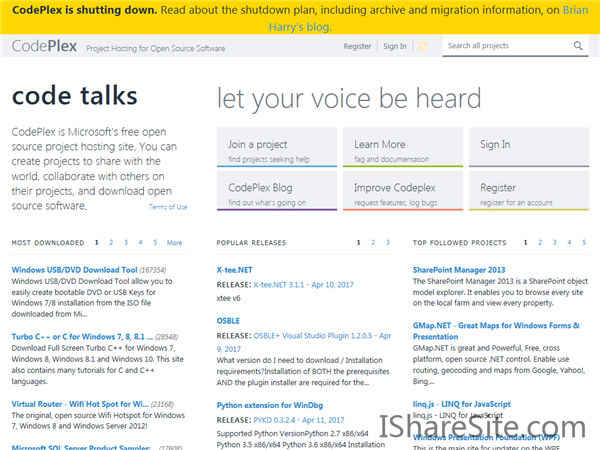 CodePlex is shutting down. Read about the shutdown plan, including archive and migration information, on Brian
Harry's blog.
CodePlex Project Hosting for Open Source Software
Register Sign In
Search all projects
code talks
let your voice be heard
CodePlex is Microsoft's free open
source project hosting site. You can
create projects to share with the
world, collaborate with others on
their projects, and download open
source software.
Terms of Use
Join a project
find projects seeking help
Learn More
faq and documentation
Sign In
CodePlex Blog
find out what's going on
Improve Codeplex
request features, log bugs
Register
register for an account
MOST DOWNLOADED 1 2 3 4 5 More
Windows USB/DVD Download Tool (167354)
Windows USB/DVD Download Tool allow you to
easily create bootable DVD or USB Keys for
Windows 7/8 installation from the ISO file
downloaded from Mi...
Turbo C++ or C for Windows 7, 8, 8.1 ... (28548)
Download Full Screen Turbo C++ for Windows 7,
Windows 8, Windows 8.1 and Windows 10. This site
also contains many tutorials for C and C++
languages.
Virtual Router - Wifi Hot Spot for Wi... (23168)
The original, open source Wifi Hotspot for Windows
7, Windows 8 and Windows Server 2012!
Microsoft SQL Server Product Samples: ... (17608)
POPULAR RELEASES 1 2 3
X-tee.NET
RELEASE: X-tee.NET 3.1.1 - Apr 10, 2017
xtee v6
OSBLE
RELEASE: OSBLE+ Visual Studio Plugin 1.2.0.5 - Apr
9, 2017
What version do I need to download / Installation
requirements?Installation of BOTH the prerequisites
AND the plugin installer are required for the...
Python extension for WinDbg
RELEASE: PYKD 0.3.2.4 - Apr 11, 2017
Supported Python VersionPython 2.7 x86/x64
Python 3.5 x86/x64 Python 3.6 x86/x64 Installation
TOP FOLLOWED PROJECTS 1 2 3 4 5
SharePoint Manager 2013
The SharePoint Manager 2013 is a SharePoint object
model explorer. It enables you to browse every site
on the local farm and view every property.
GMap.NET - Great Maps for Windows Forms &
Presentation
GMap.NET is great and Powerful, Free, cross
platform, open source .NET control. Enable use
routing, geocoding and maps from Google, Yahoo!,
Bing,...
linq.js - LINQ for JavaScript
linq.js - LINQ for JavaScript
Windows Presentation Foundation (WPF)
This is the main site for updates on the WPF
IShareSite.com